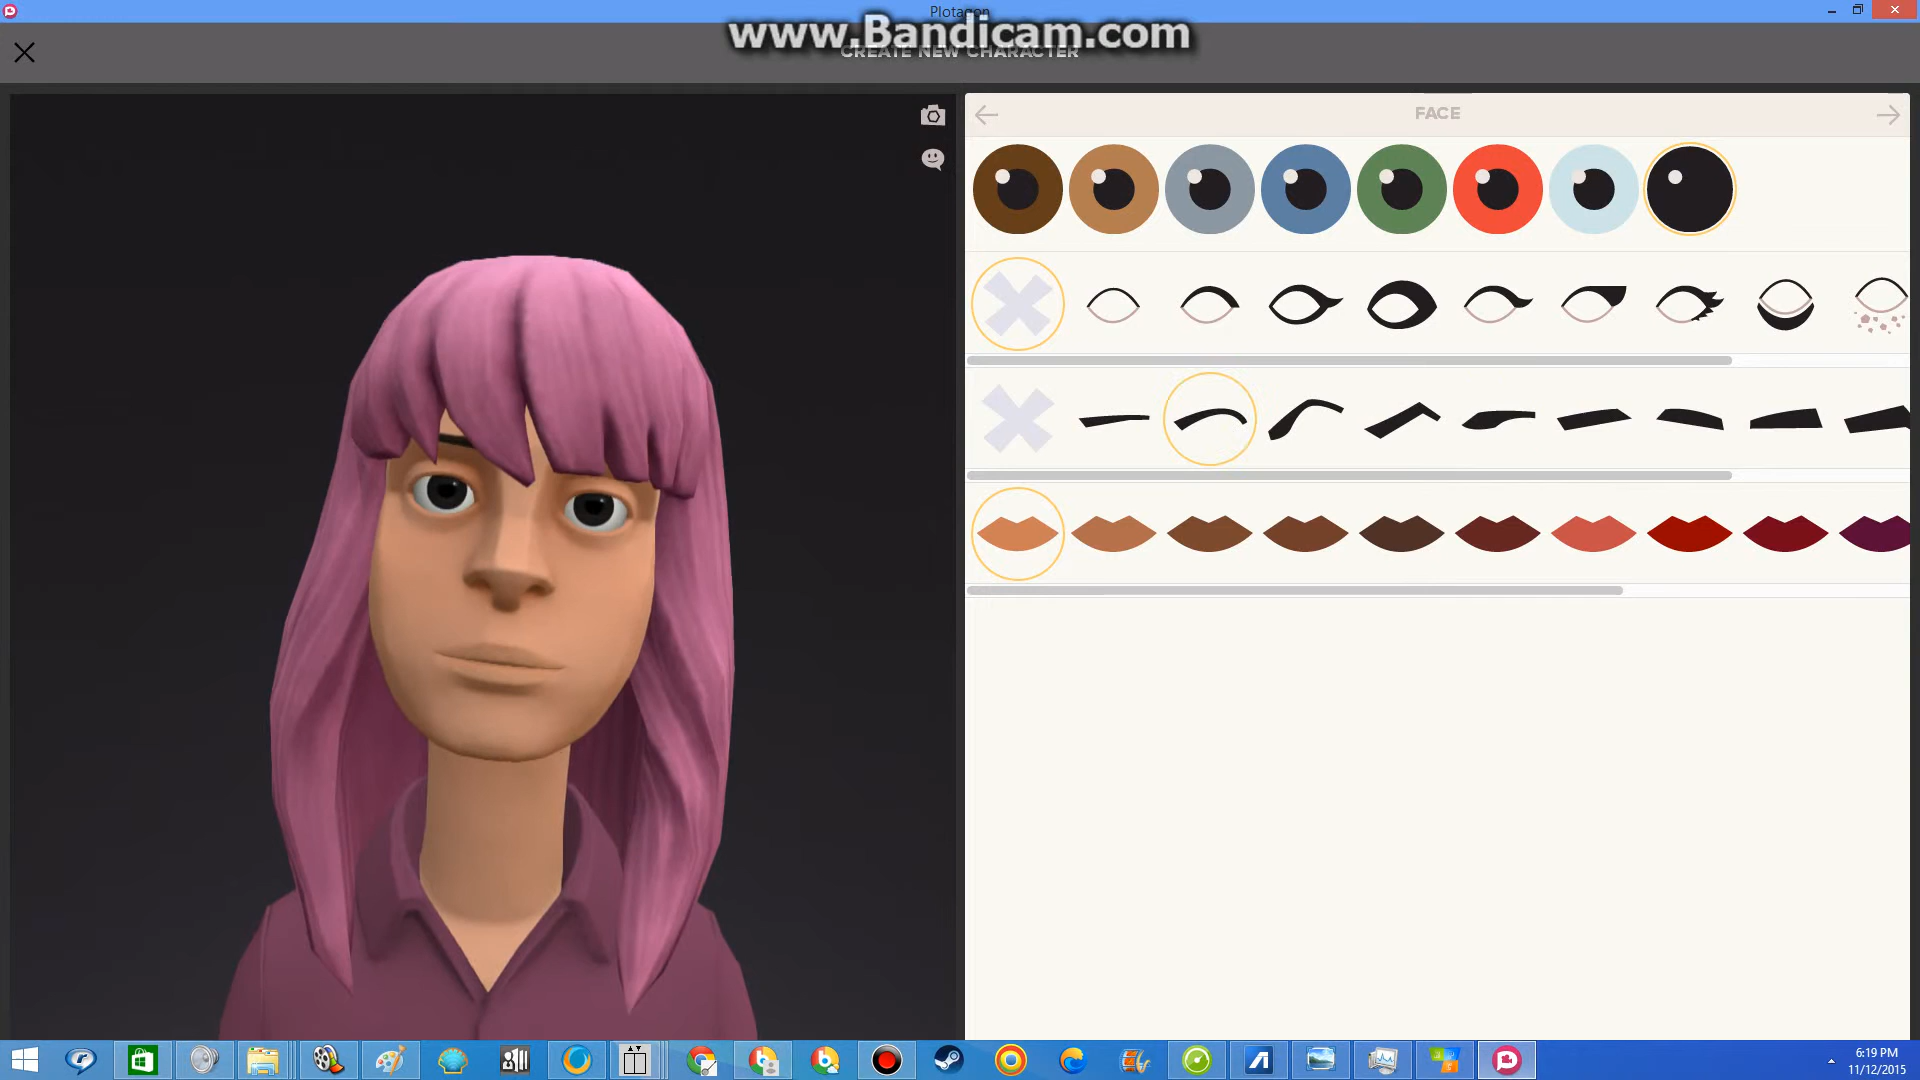 Plotagon
www.Bandicam.com
CREATE NEW CHARACTER
FACE
6:19 PM
11/12/2015